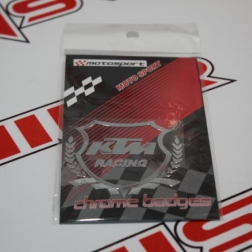 motosport
MOTO SPORT
KTM
RACING
chrome badges